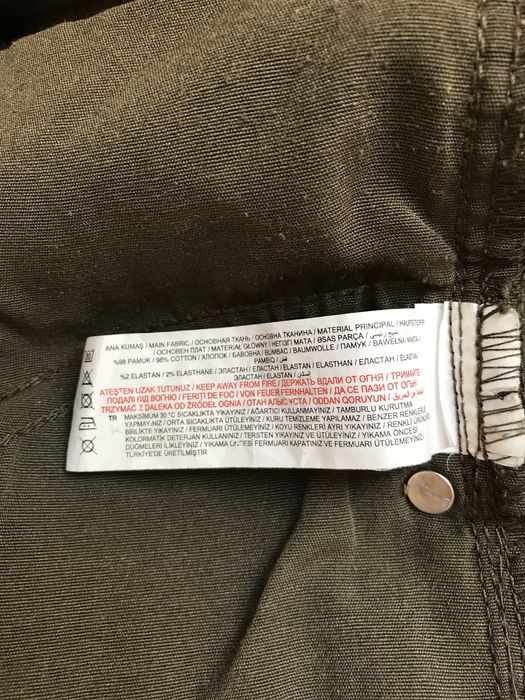 ANA KUMAŞ / MAIN FABRIC / ОСНОВНАЯ ТКАНЬ / ОСНОВНА ТКАНИНА / MATERIAL PRINCIPAL / HAUPTSTOFF
/ ОСНОВЕН ПЛАТ / MATERIAŁ GŁÓWNY / НЕГІЗГІ МАТА / ƏSAS PARÇA / نسيج رئيسي
%98 PAMUK / 98% COTTON / ХЛОПОК / БАВОВНА / BUMBAC / BAUMWOLLE / ПАМУК / BAWEŁNA / МАҚТА /
PAMBIQ / قطن
%2 ELASTAN / 2% ELASTHANE / ЭЛАСТАН / ЕЛАСТАН / ELASTAN / ELASTHAN / ЕЛАСТАН / ELASTAN /
ЭЛАСТАН / ELASTAN /
ATEŞTEN UZAK TUTUNUZ / KEEP AWAY FROM FIRE / ДЕРЖАТЬ ВДАЛИ ОТ ОГНЯ / ТРИМАЙТЕ
ПОДАЛІ ВІД ВОГНЮ / FERIȚI DE FOC / VON FEUER FERNHALTEN / ДА СЕ ПАЗИ ОТ ОГЪН /
TRZYMAĆ Z DALEKA OD ŹRÓDEŁ OGNIA / ОТАН АЛЫС ҰСТА / ODDAN QORUYUN /
TR MAKSİMUM 30 °C SICAKLIKTA YIKAYINIZ / AĞARTICI KULLANMAYINIZ / TAMBURLU KURUTMA
YAPMAYINIZ / ORTA SICAKLIKTA ÜTÜLEYİNİZ / KURU TEMİZLEME YAPILAMAZ / BENZER RENKLERLE
BİRLİKTE YIKAYINIZ / FERMUARI ÜTÜLEMEYİNİZ / KOYU RENKLERİ AYRI YIKAYINIZ / RENKLİ
KOLORMATİK DETERJAN KULLANINIZ / TERSTEN YIKAYINIZ VE ÜTÜLEYİNİZ / YIKAMA ÖNCESİ
DÜĞMELERİ İLİKLEYİNİZ / YIKAMA ÖNCESİ FERMUARI KAPATINIZ
TÜRKİYE'DE ÜRETİLMİŞTİR